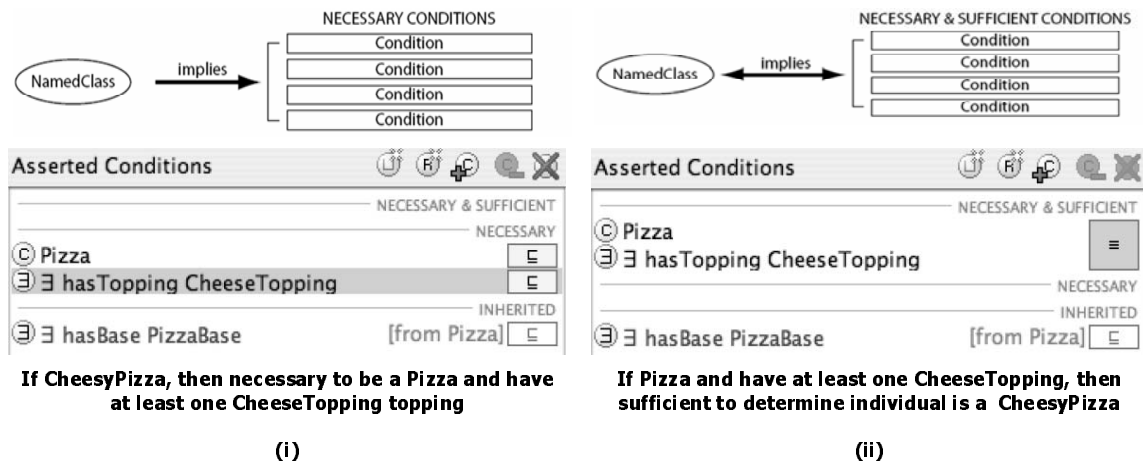 NECESSARY CONDITIONS
NamedClass
implies
Condition
Condition
Condition
Condition
Asserted Conditions
NECESSARY & SUFFICIENT
NECESSARY
C Pizza ⊑
∃ ∃ hasTopping CheeseTopping ⊑
INHERITED
∃ ∃ hasBase PizzaBase [from Pizza] ⊑
If CheesyPizza, then necessary to be a Pizza and have
at least one CheeseTopping topping
(i)
NECESSARY & SUFFICIENT CONDITIONS
NamedClass
implies
Condition
Condition
Condition
Condition
Asserted Conditions
NECESSARY & SUFFICIENT
C Pizza
∃ ∃ hasTopping CheeseTopping
≡
NECESSARY
INHERITED
∃ ∃ hasBase PizzaBase [from Pizza] ⊑
If Pizza and have at least one CheeseTopping, then
sufficient to determine individual is a CheesyPizza
(ii)